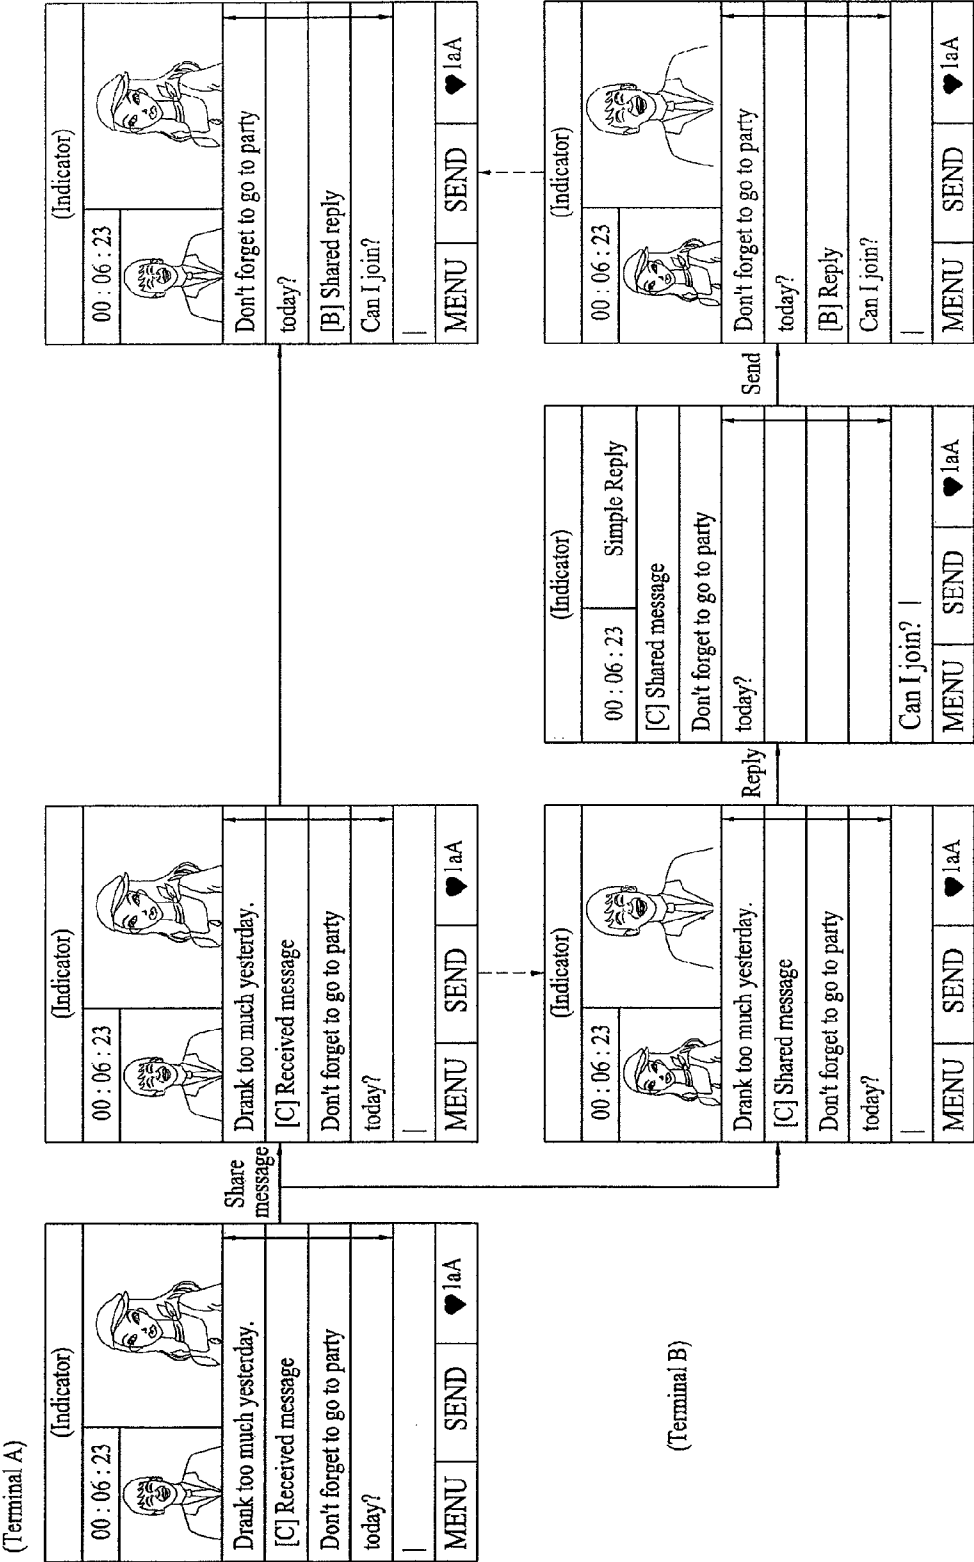 (Terminal A)
(Indicator)
00 : 06 : 23
Drank too much yesterday.
[C] Received message
Don't forget to go to party
today?
MENU
SEND
♥1aA
Share
message
(Indicator)
00 : 06 : 23
Drank too much yesterday.
[C] Received message
Don't forget to go to party
today?
MENU
SEND
♥1aA
(Indicator)
00 : 06 : 23
Don't forget to go to party
today?
[B] Shared reply
Can I join?
MENU
SEND
♥1aA
(Terminal B)
(Indicator)
00 : 06 : 23
Drank too much yesterday.
[C] Shared message
Don't forget to go to party
today?
MENU
SEND
♥1aA
Reply
(Indicator)
00 : 06 : 23
Simple Reply
[C] Shared message
Don't forget to go to party
today?
Can I join?
MENU
SEND
♥1aA
Send
(Indicator)
00 : 06 : 23
Don't forget to go to party
today?
[B] Reply
Can I join?
MENU
SEND
♥1aA